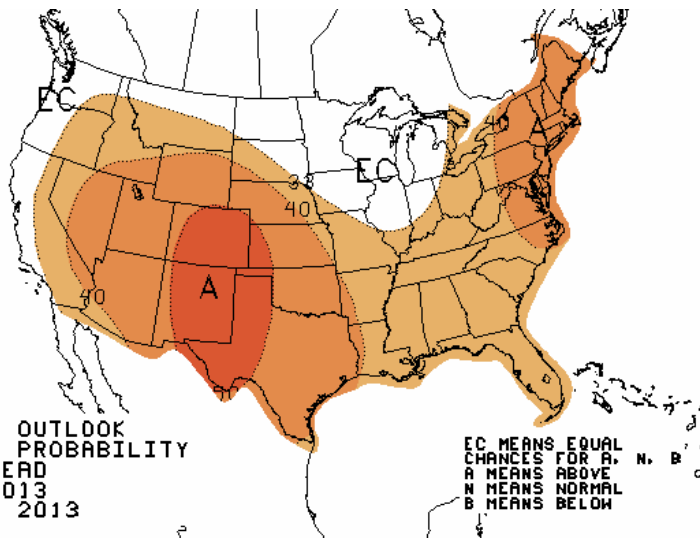 EC
A
40
EC
33
40
A
40
OUTLOOK
PROBABILITY
EAD
013
2013
EC MEANS EQUAL
CHANCES FOR A, N, B
A MEANS ABOVE
N MEANS NORMAL
B MEANS BELOW